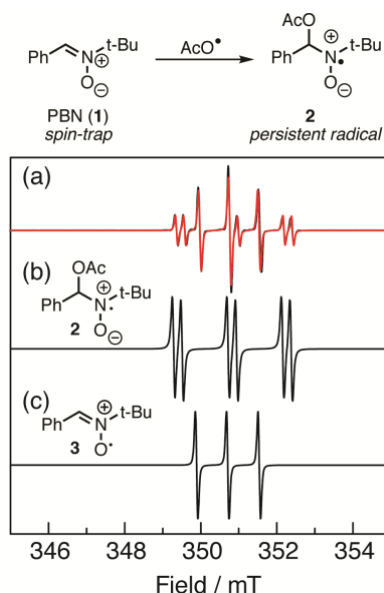 AcO
Ph
N
⊕
t-Bu
O
⊖
AcO•
Ph
N
⊕
t-Bu
O
⊖
PBN (1)
2
spin-trap
persistent radical
(a)
(b)
OAc
Ph
N
⊕
t-Bu
O
⊖
2
(c)
Ph
N
⊕
t-Bu
O•
3
346 348 350 352 354
Field / mT